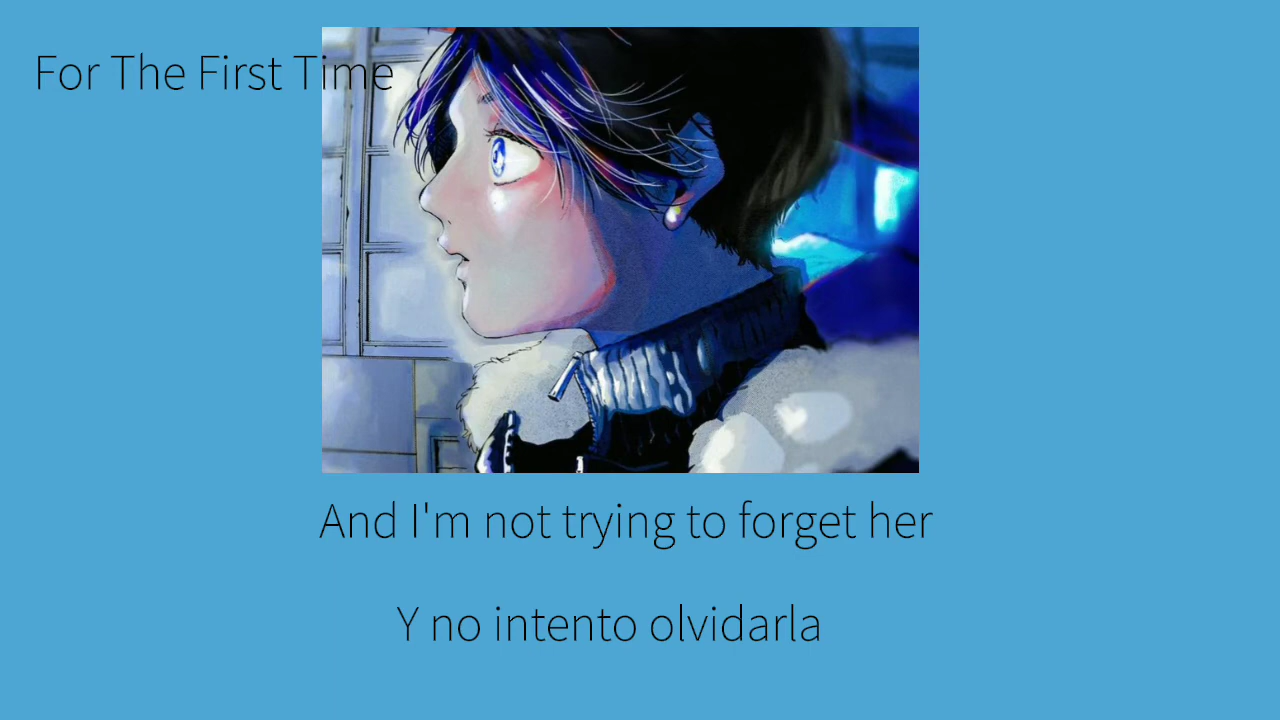 For The First Time
And I'm not trying to forget her
Y no intento olvidarla